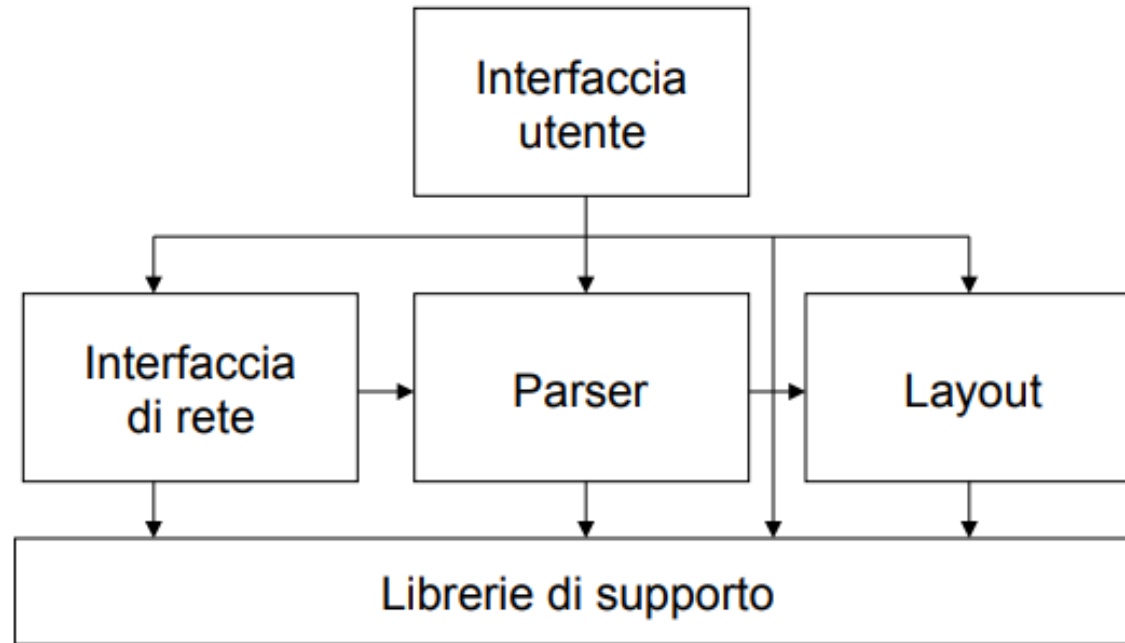 Interfaccia
utente
Interfaccia
di rete
Parser
Layout
Librerie di supporto